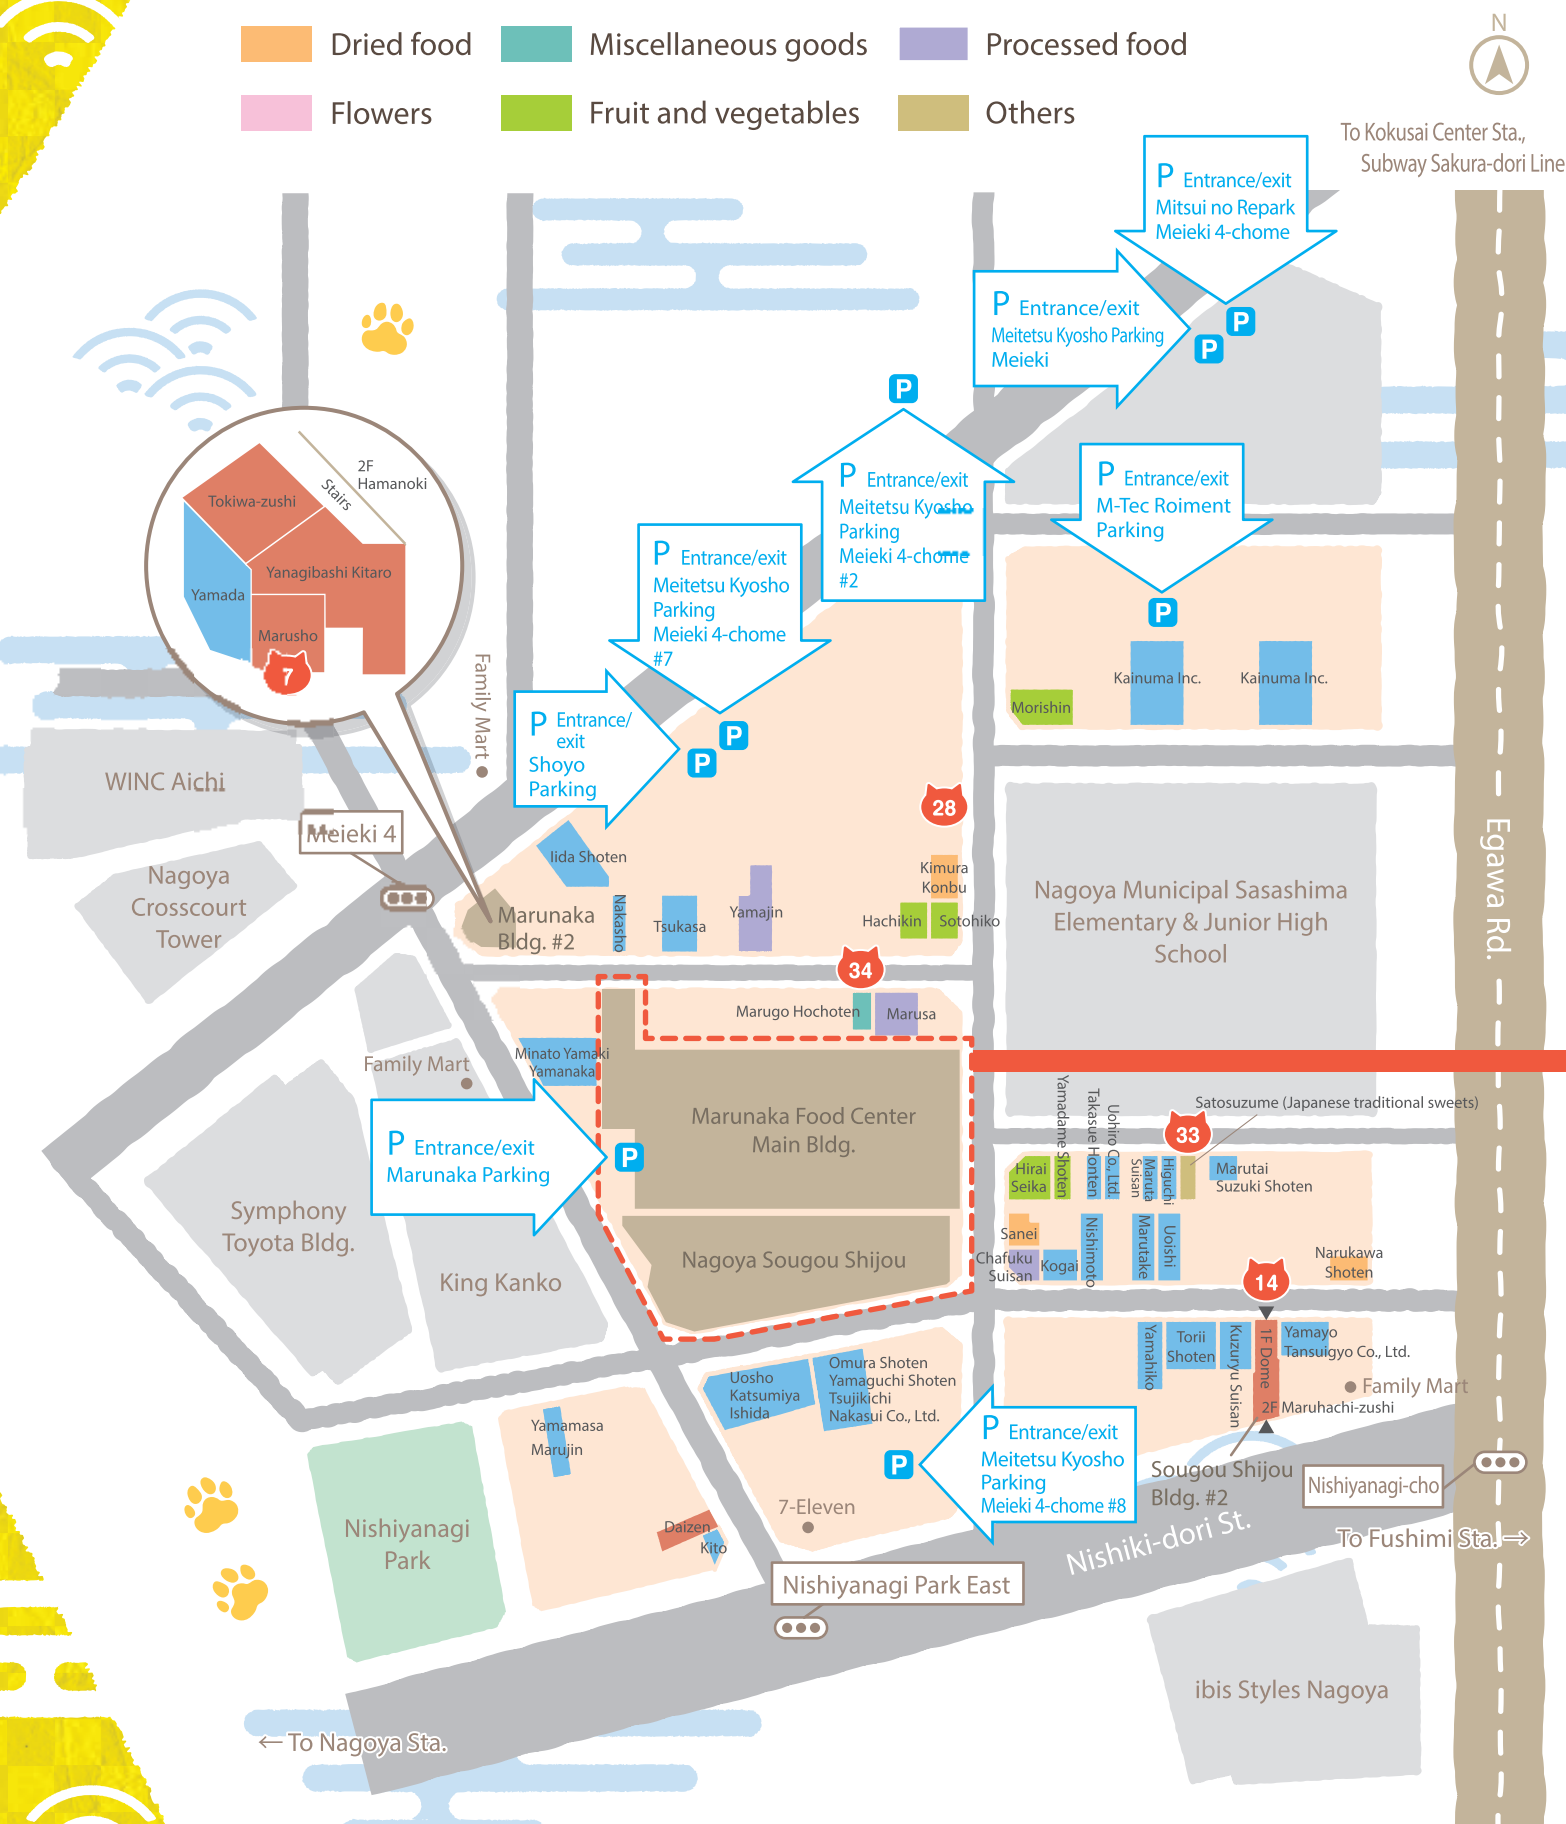 Dried food
Miscellaneous goods
Processed food
Flowers
Fruit and vegetables
Others
N
To Kokusai Center Sta.,
Subway Sakura-dori Line
P Entrance/exit
Mitsui no Repark
Meieki 4-chome
P Entrance/exit
Meitetsu Kyosho Parking
Meieki
P
P
P
P Entrance/exit
Meitetsu Kyosho
Parking
Meieki 4-chome
#2
P Entrance/exit
M-Tec Roiment
Parking
P
2F
Hamanoki
Stairs
Tokiwa-zushi
Yanagibashi Kitaro
Yamada
Marusho
7
P Entrance/exit
Meitetsu Kyosho
Parking
Meieki 4-chome
#7
Family Mart
P Entrance/
exit
Shoyo
Parking
P
P
Kainuma Inc.
Kainuma Inc.
Morishin
WINC Aichi
Meieki 4
28
Egawa Rd.
Nagoya
Crosscourt
Tower
Iida Shoten
Kimura
Konbu
Marunaka
Bldg. #2
Nakasho
Tsukasa
Yamajin
Hachikin
Sotohiko
Nagoya Municipal Sasashima
Elementary & Junior High
School
34
Marugo Hochoten
Marusa
Minato Yamaki
Yamanaka
Family Mart
Marunaka Food Center
Main Bldg.
P Entrance/exit
Marunaka Parking
P
Satosuzume (Japanese traditional sweets)
33
Yamadame Shoten
Takasue Honten
Uohiro Co., Ltd.
Hirai
Seika
Maruta
Suisan
Higuchi
Marutai
Suzuki Shoten
Symphony
Toyota Bldg.
Nagoya Sougou Shijou
King Kanko
Sanei
Chafuku
Suisan
Kogai
Nishimoto
Marutake
Uoishi
Narukawa
Shoten
14
Yamahiko
Torii
Shoten
Kuzuryu Suisan
1F Dome
Yamayo
Tansuigyo Co., Ltd.
Family Mart
2F Maruhachi-zushi
Uosho
Katsumiya
Ishida
Omura Shoten
Yamaguchi Shoten
Tsujikichi
Nakasui Co., Ltd.
P Entrance/exit
Meitetsu Kyosho
Parking
Meieki 4-chome #8
P
Yamamasa
Marujin
Sougou Shijou
Bldg. #2
Nishiyanagi-cho
7-Eleven
Nishiyanagi
Park
Daizen
Kito
Nishiki-dori St.
To Fushimi Sta. →
Nishiyanagi Park East
ibis Styles Nagoya
← To Nagoya Sta.